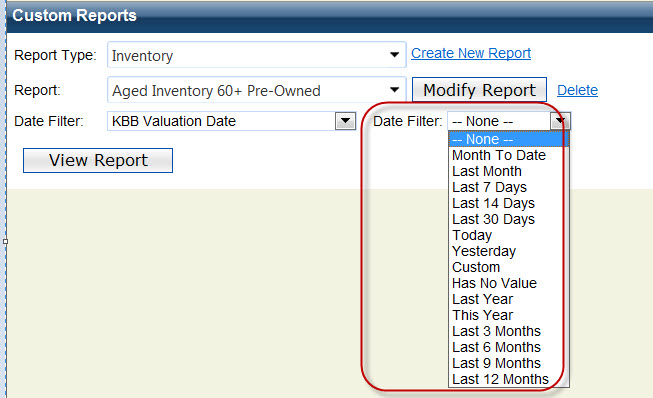 Custom Reports
Report Type: Inventory Create New Report
Report: Aged Inventory 60+ Pre-Owned Modify Report Delete
Date Filter: KBB Valuation Date Date Filter: -- None --
-- None --
Month To Date
Last Month
Last 7 Days
Last 14 Days
Last 30 Days
Today
Yesterday
Custom
Has No Value
Last Year
This Year
Last 3 Months
Last 6 Months
Last 9 Months
Last 12 Months
View Report